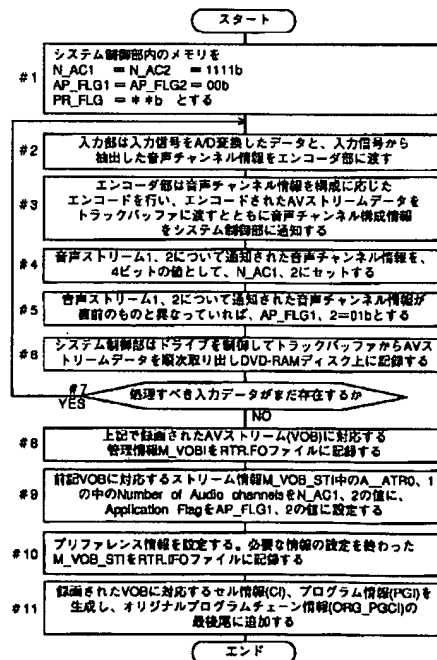 スタート
#1
システム制御部内のメモリを
N_AC1 =N_AC2 =1111b
AP_FLG1=AP_FLG2=00b
PR_FLG =**b とする
#2
入力部は入力信号をA/D変換したデータと、入力信号から
抽出した音声チャンネル情報をエンコーダ部に渡す
#3
エンコーダ部は音声チャンネル情報を構成に応じた
エンコードを行い、エンコードされたAVストリームデータを
トラックバッファに渡すとともに音声チャンネル構成情報
をシステム制御部に通知する
#4
音声ストリーム1、2について通知された音声チャンネル情報を、
4ビットの値として、N_AC1、2にセットする
#5
音声ストリーム1、2について通知された音声チャンネル情報が
直前のものと異なっていれば、AP_FLG1、2=01bとする
#6
システム制御部はドライブを制御してトラックバッファからAVス
トリームデータを順次取り出しDVD-RAMディスク上に記録する
#7
処理すべき入力データがまだ存在するか
YES
NO
#8
上記で録画されたAVストリーム(VOB)に対応する
管理情報M_VOBIをRTR.IFOファイルに記録する
#9
前記VOBに対応するストリーム情報M_VOB_STI中のA_ATR0、1
の中のNumber of Audio channelsをN_AC1、2の値に、
Application FlagをAP_FLG1、2の値に設定する
#10
プリファレンス情報を設定する。必要な情報の設定を終わった
M_VOB_STIをRTR.IFOファイルに記録する
#11
録画されたVOBに対応するセル情報(CI)、プログラム情報(PGI)を
生成し、オリジナルプログラムチェーン情報(ORG_PGCI)の
最後尾に追加する
エンド